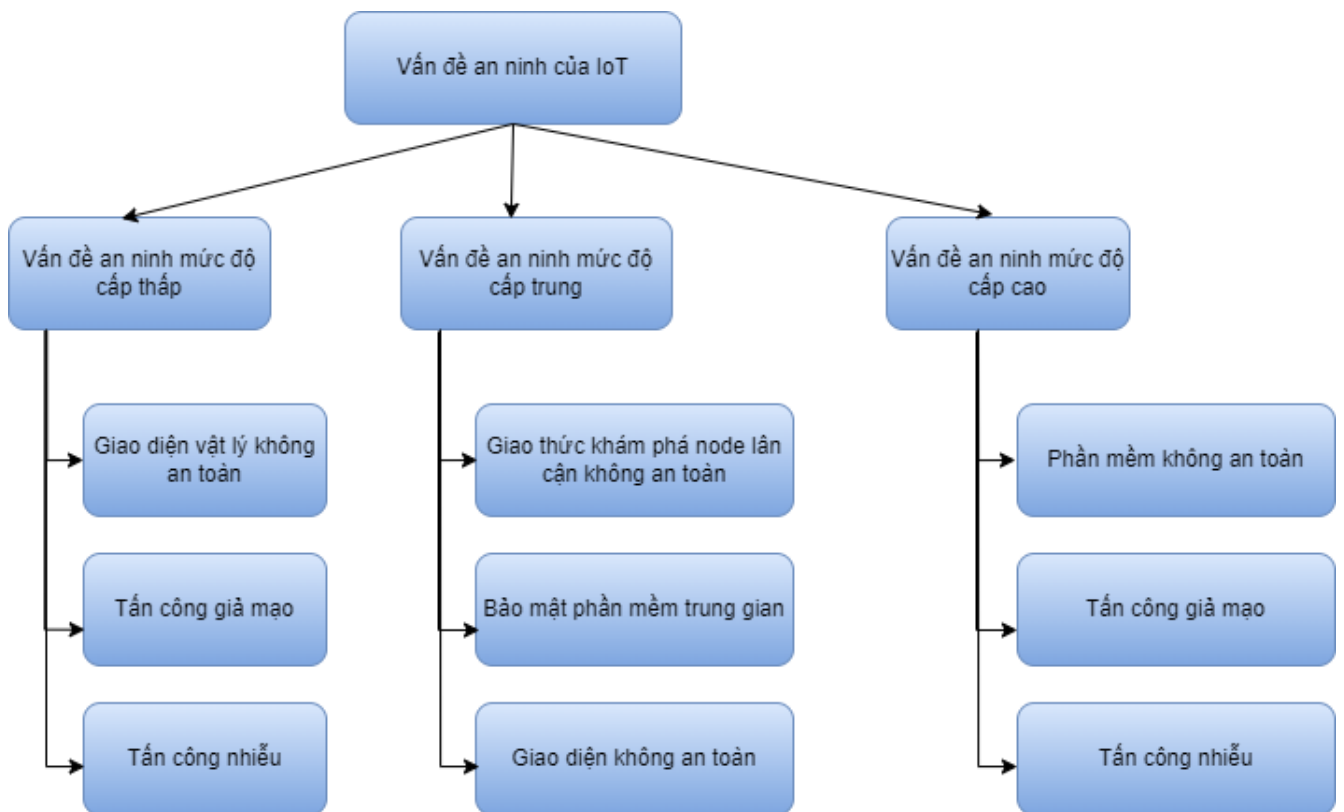 Vấn đề an ninh của IoT
Vấn đề an ninh mức độ
cấp thấp
Vấn đề an ninh mức độ
cấp trung
Vấn đề an ninh mức độ
cấp cao
Giao diện vật lý không
an toàn
Giao thức khám phá node lân
cận không an toàn
Phần mềm không an toàn
Tấn công giả mạo
Bảo mật phần mềm trung gian
Tấn công giả mạo
Tấn công nhiễu
Giao diện không an toàn
Tấn công nhiễu